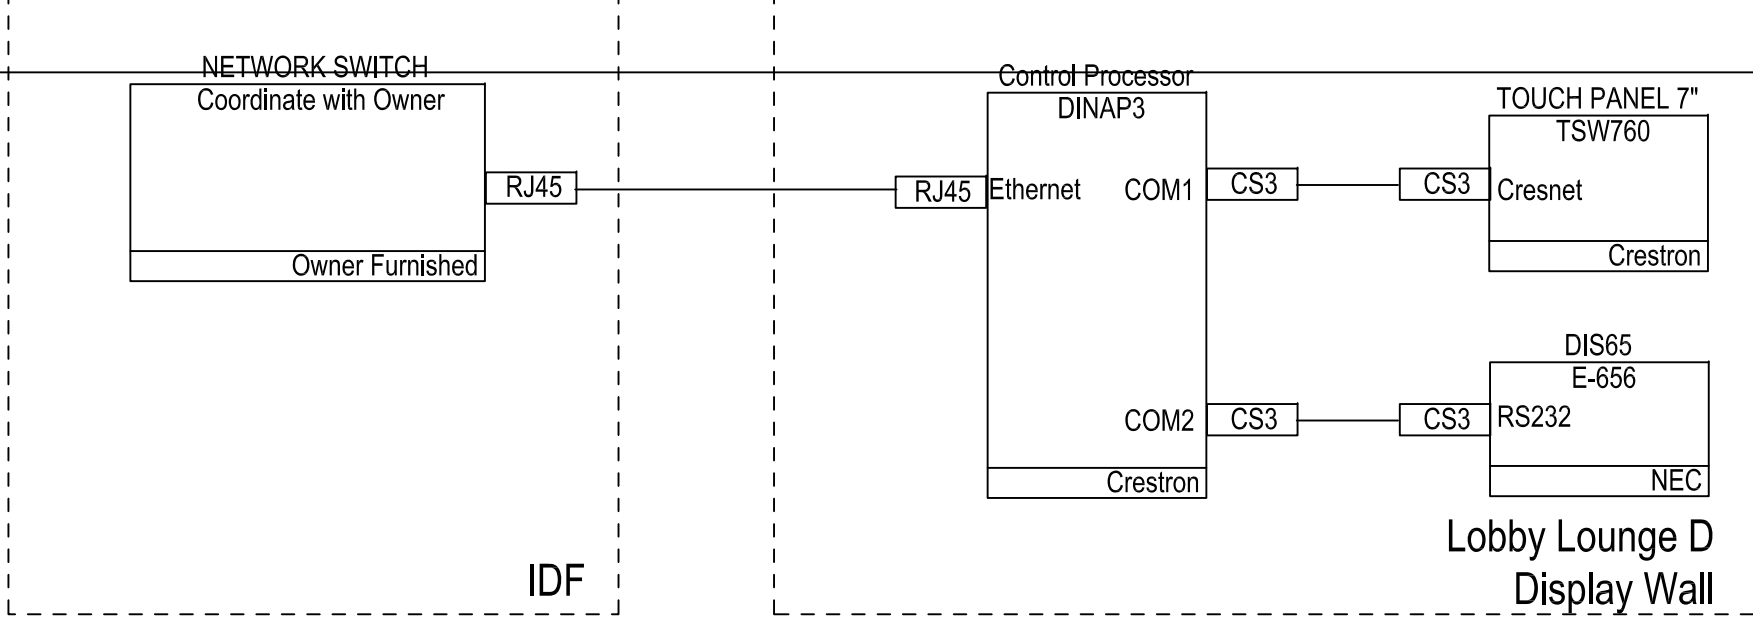 NETWORK SWITCH
Coordinate with Owner
RJ45
Owner Furnished
IDF
Control Processor
DINAP3
RJ45
Ethernet
COM1
CS3
COM2
CS3
Crestron
TOUCH PANEL 7"
TSW760
CS3
Cresnet
Crestron
DIS65
E-656
CS3
RS232
NEC
Lobby Lounge D
Display Wall